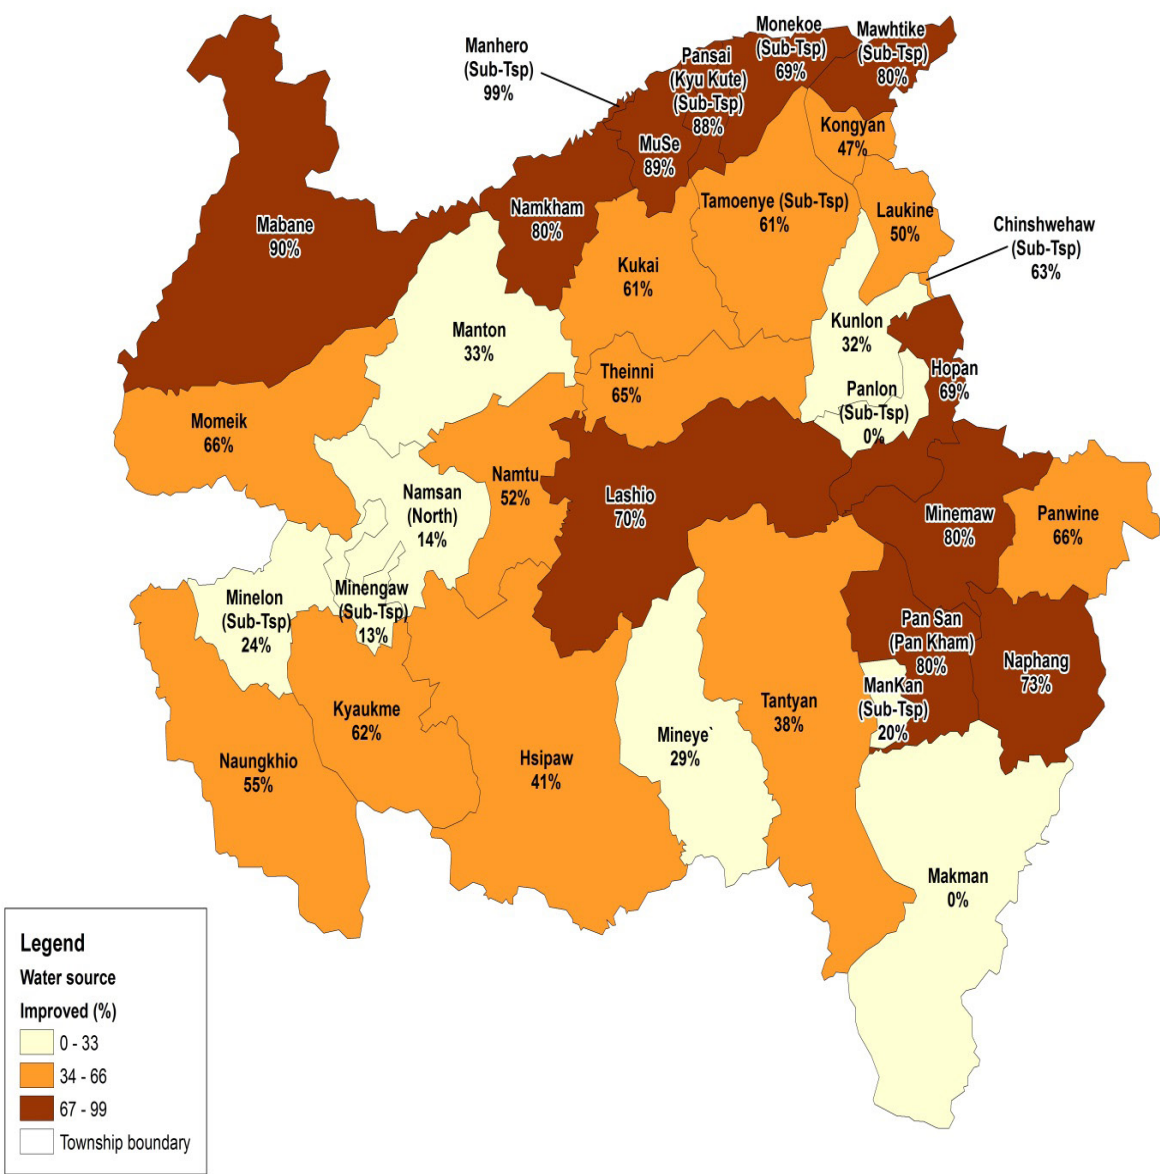 Manhero
(Sub-Tsp)
99%
Pansai
(Kyu Kute)
(Sub-Tsp)
88%
Monekoe
(Sub-Tsp)
69%
Mawhtike
(Sub-Tsp)
80%
MuSe
89%
Kongyan
47%
Mabane
90%
Namkham
80%
Tamoenye (Sub-Tsp)
61%
Laukine
50%
Chinshwehaw
(Sub-Tsp)
63%
Kukai
61%
Manton
33%
Kunlon
32%
Theinni
65%
Panlon
(Sub-Tsp)
0%
Hopan
69%
Momeik
66%
Namsan
(North)
14%
Namtu
52%
Lashio
70%
Minemaw
80%
Panwine
66%
Minelon
(Sub-Tsp)
24%
Minengaw
(Sub-Tsp)
13%
Pan San
(Pan Kham)
80%
Naphang
73%
ManKan
(Sub-Tsp)
20%
Kyaukme
62%
Tantyan
38%
Mineye`
29%
Naungkhio
55%
Hsipaw
41%
Makman
0%
Legend
Water source
Improved (%)
0 - 33
34 - 66
67 - 99
Township boundary